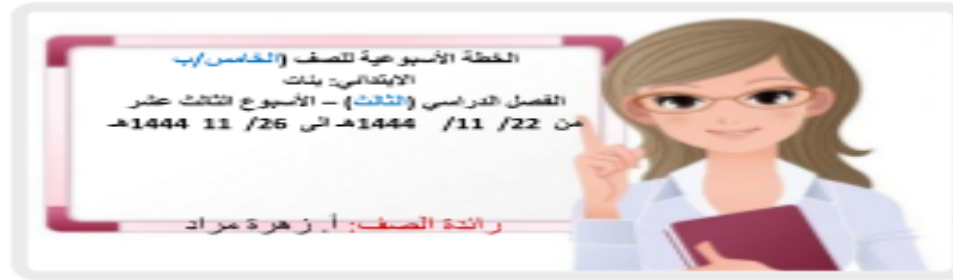 الخطة الأسبوعية للصف (الخامس/ب
الابتدائي- بنات
الفصل الدراسي (الثالث) – الأسبوع الثالث عشر
من 22/ 11/ 1444هـ الى 26/ 11 1444هـ
رائدة الصف: أ. زهرة مراد